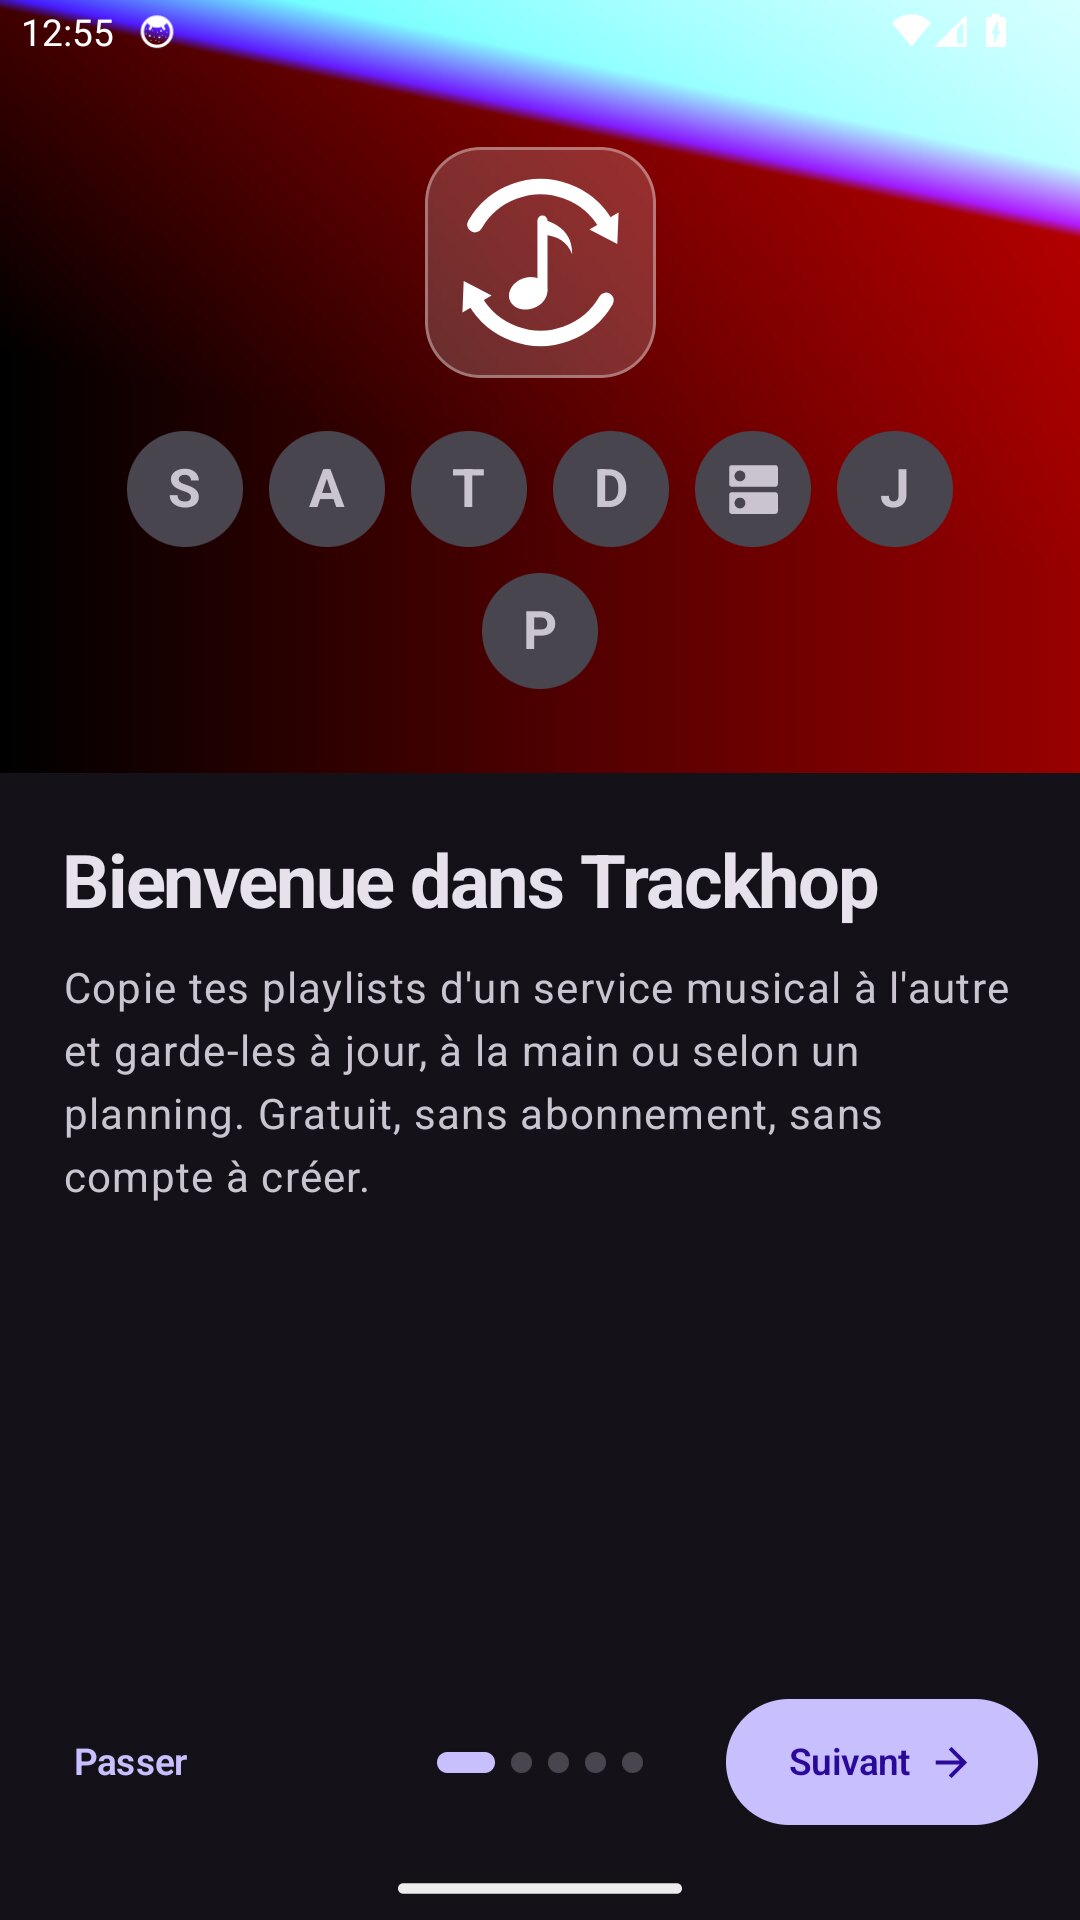 12:55
S A T D J
P
Bienvenue dans Trackhop
Copie tes playlists d'un service musical à l'autre
et garde-les à jour, à la main ou selon un
planning. Gratuit, sans abonnement, sans
compte à créer.
Passer
Suivant